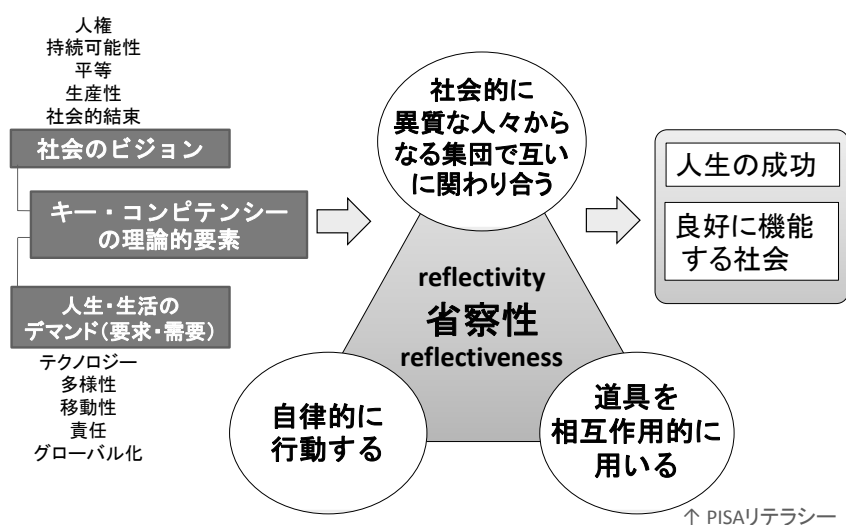 人権
持続可能性
平等
生産性
社会的結束
社会のビジョン
キー・コンピテンシー
の理論的要素
人生・生活の
デマンド(要求・需要)
テクノロジー
多様性
移動性
責任
グローバル化
社会的に
異質な人々から
なる集団で互い
に関わり合う
reflectivity
省察性
reflectiveness
自律的に
行動する
道具を
相互作用的に
用いる
人生の成功
良好に機能
する社会
↑ PISAリテラシー